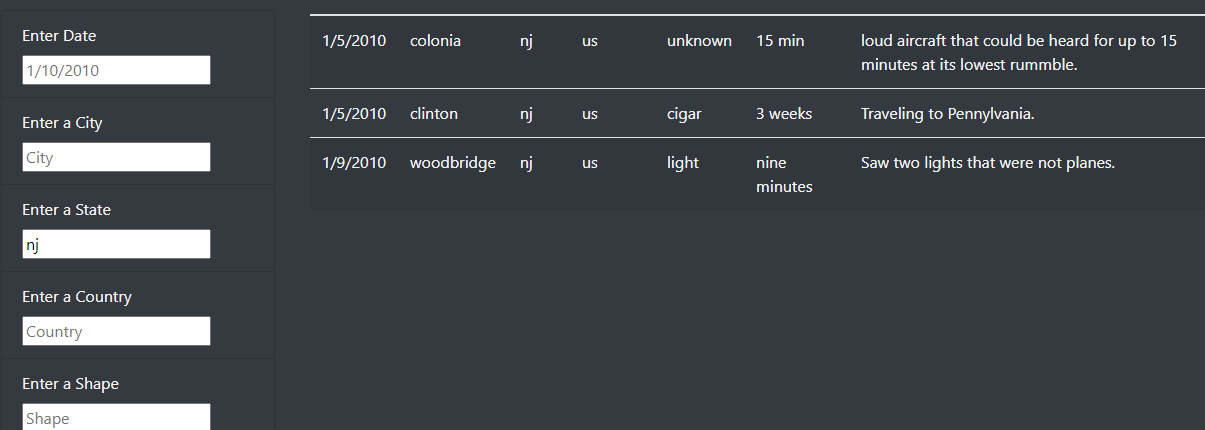 Enter Date
1/10/2010
Enter a City
City
Enter a State
nj
Enter a Country
Country
Enter a Shape
Shape
1/5/2010 colonia nj us unknown 15 min loud aircraft that could be heard for up to 15
minutes at its lowest rummble.
1/5/2010 clinton nj us cigar 3 weeks Traveling to Pennylvania.
1/9/2010 woodbridge nj us light nine Saw two lights that were not planes.
minutes